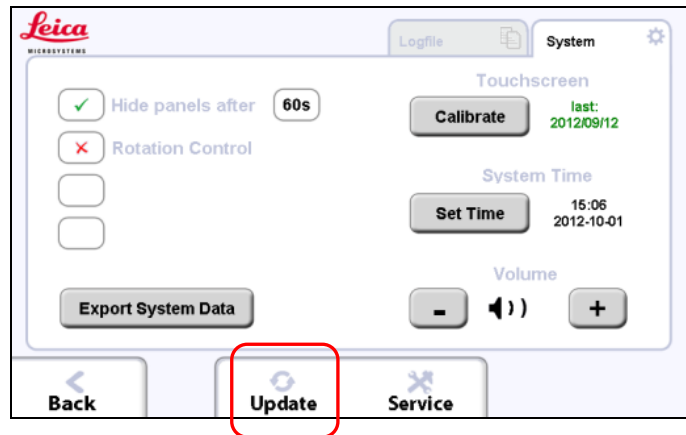 Leica
MICROSYSTEMS
Logfile
System
Hide panels after 60s
Rotation Control
Touchscreen
Calibrate
last:
2012/09/12
System Time
Set Time
15:06
2012-10-01
Volume
Export System Data
- +
Back
Update
Service